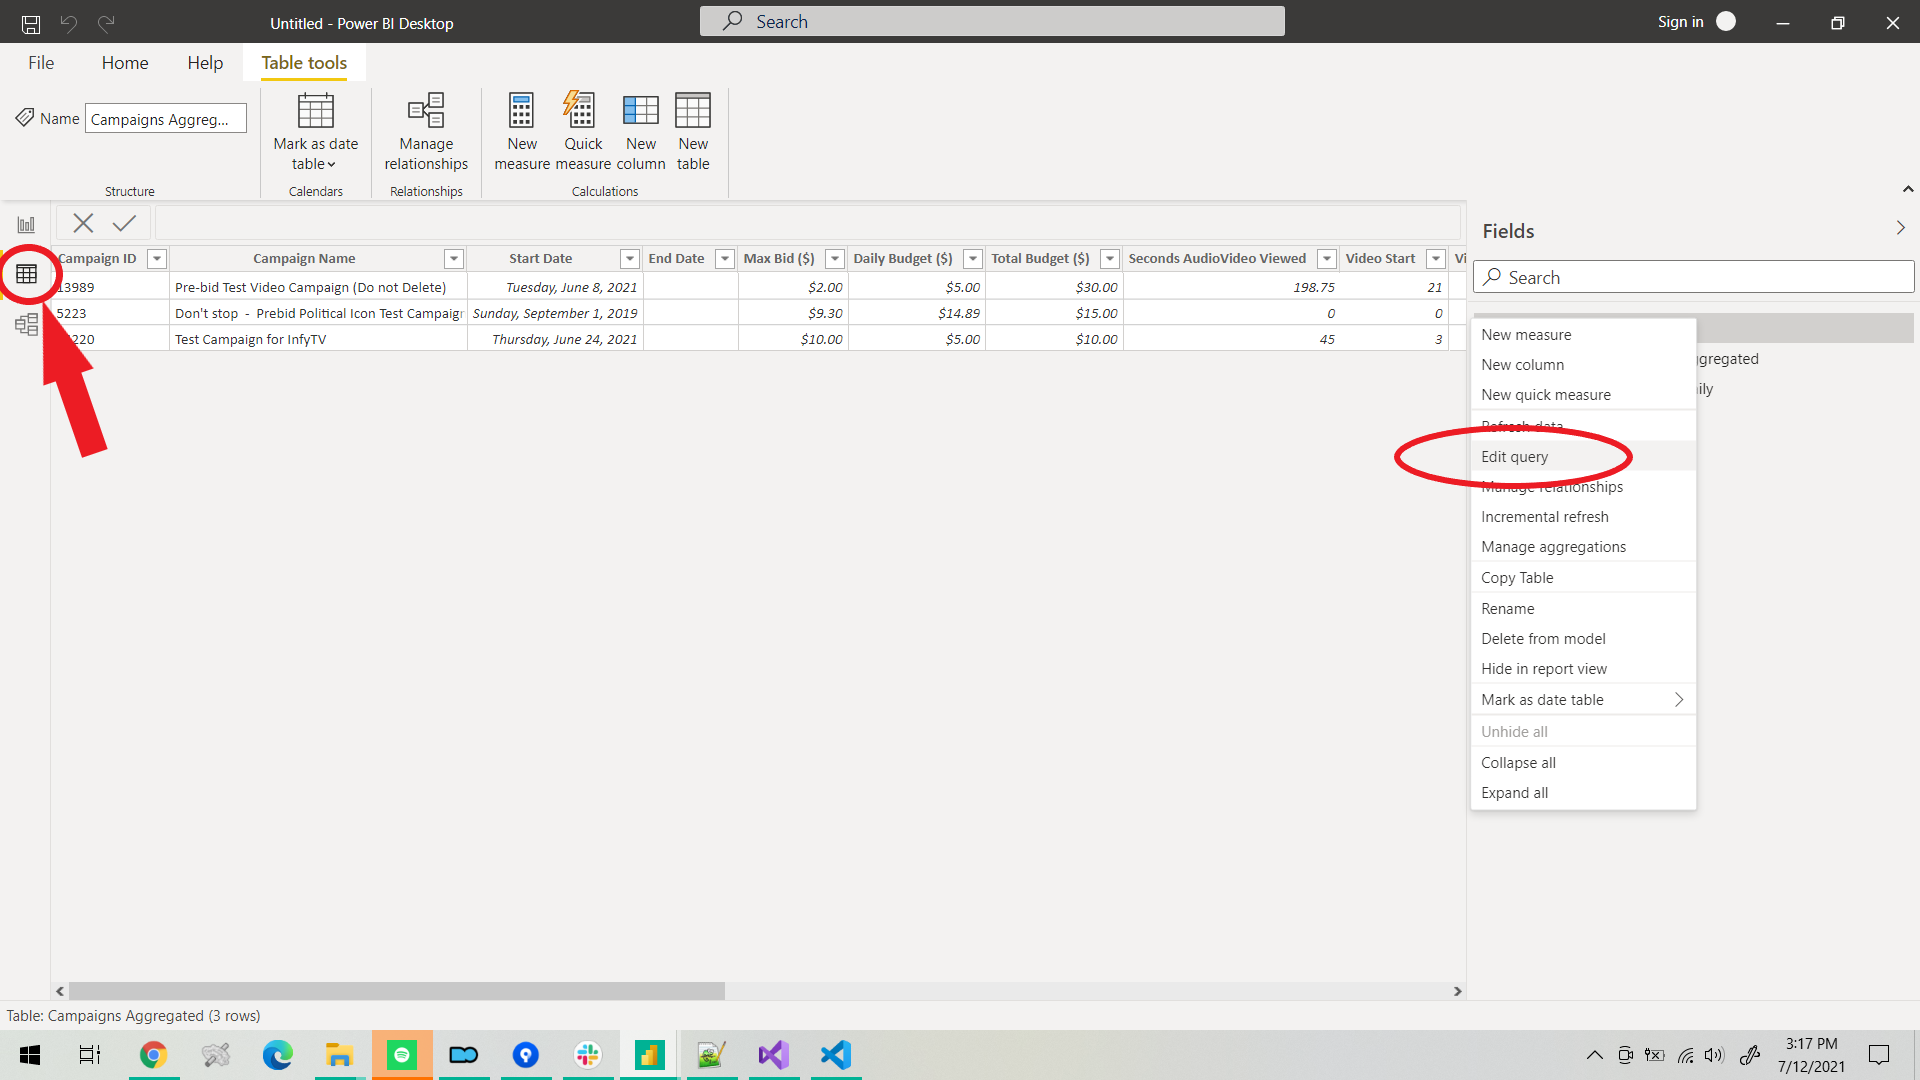 Untitled - Power BI Desktop
Search
Sign in
File
Home
Help
Table tools
Name
Campaigns Aggreg...
Mark as date
table
Manage
relationships
New
measure
Quick
measure
New
column
New
table
Structure
Calendars
Relationships
Calculations
Fields
Search
Campaign ID
Campaign Name
Start Date
End Date
Max Bid ($)
Daily Budget ($)
Total Budget ($)
Seconds AudioVideo Viewed
Video Start
Vi
13989
Pre-bid Test Video Campaign (Do not Delete)
Tuesday, June 8, 2021
$2.00
$5.00
$30.00
198.75
21
5223
Don't stop - Prebid Political Icon Test Campaign
Sunday, September 1, 2019
$9.30
$14.89
$15.00
0
0
220
Test Campaign for InfyTV
Thursday, June 24, 2021
$10.00
$5.00
$10.00
45
3
ggregated
aily
New measure
New column
New quick measure
Refresh data
Edit query
Manage relationships
Incremental refresh
Manage aggregations
Copy Table
Rename
Delete from model
Hide in report view
Mark as date table
Unhide all
Collapse all
Expand all
Table: Campaigns Aggregated (3 rows)
3:17 PM
7/12/2021